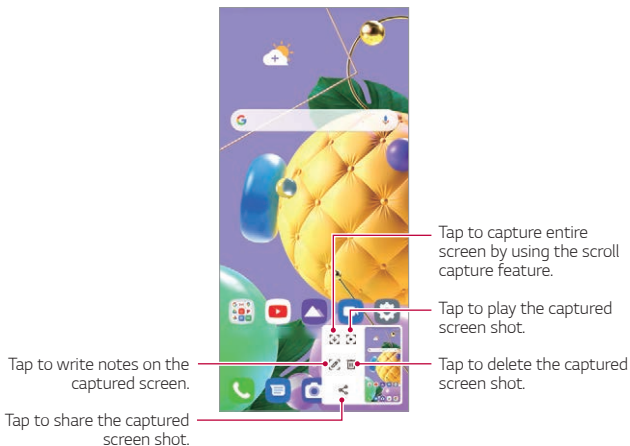 Tap to capture entire
screen by using the scroll
capture feature.
Tap to play the captured
screen shot.
Tap to write notes on the
captured screen.
Tap to delete the captured
screen shot.
Tap to share the captured
screen shot.